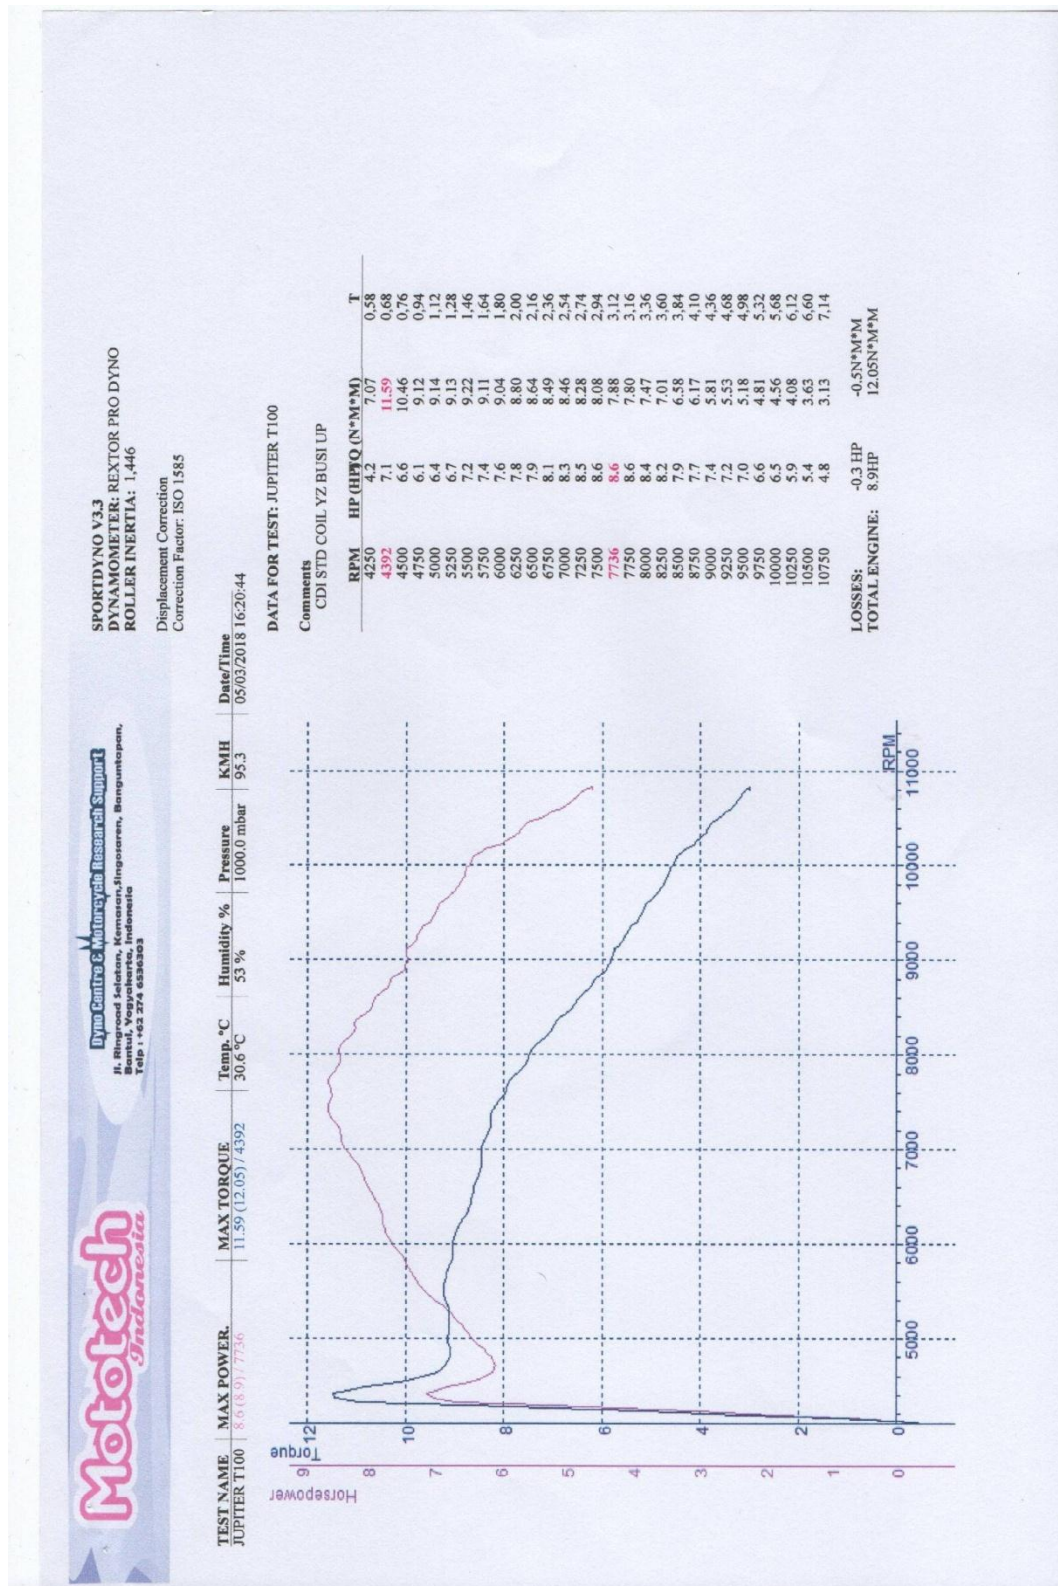 Mototech
Indonesia
Dyno Centre & Motorcycle Research Support
Jl. Ringroad Selatan, Kemasan,Singosaren, Banguntapan,
Bantul, Yogyakarta, Indonesia
Telp : +62 274 6536303
SPORTDYNO V3.3
DYNAMOMETER: REXTOR PRO DYNO
ROLLER INERTIA: 1,446
Displacement Correction
Correction Factor: ISO 1585
TEST NAME MAX POWER. MAX TORQUE Temp. °C Humidity % Pressure KMH Date/Time
JUPITER T100 8.6 (8.9) / 7736 11.59 (12.05) / 4392 30.6 °C 53 % 1000.0 mbar 95.3 05/03/2018 16:20:44
DATA FOR TEST: JUPITER T100
Comments
CDI STD COIL YZ BUSI UP
RPM HP (HP)TQ (N*M*M) T
4250 4.2 7.07 0,58
4392 7.1 11.59 0,68
4500 6.6 10.46 0,76
4750 6.1 9.12 0,94
5000 6.4 9.14 1,12
5250 6.7 9.13 1,28
5500 7.2 9.22 1,46
5750 7.4 9.11 1,64
6000 7.6 9.04 1,80
6250 7.8 8.80 2,00
6500 7.9 8.64 2,16
6750 8.1 8.49 2,36
7000 8.3 8.46 2,54
7250 8.5 8.28 2,74
7500 8.6 8.08 2,94
7736 8.6 7.88 3,12
7750 8.6 7.80 3,16
8000 8.4 7.47 3,36
8250 8.2 7.01 3,60
8500 7.9 6.58 3,84
8750 7.7 6.17 4,10
9000 7.4 5.81 4,36
9250 7.2 5.53 4,68
9500 7.0 5.18 4,98
9750 6.6 4.81 5,32
10000 6.5 4.56 5,68
10250 5.9 4.08 6,12
10500 5.4 3.63 6,60
10750 4.8 3.13 7,14
LOSSES: -0.3 HP -0.5N*M*M
TOTAL ENGINE: 8.9HP 12.05N*M*M
Horsepower
Torque
9
8
7
6
5
4
3
2
1
0
12
10
8
6
4
2
0
5000 6000 7000 8000 9000 10000 11000
RPM